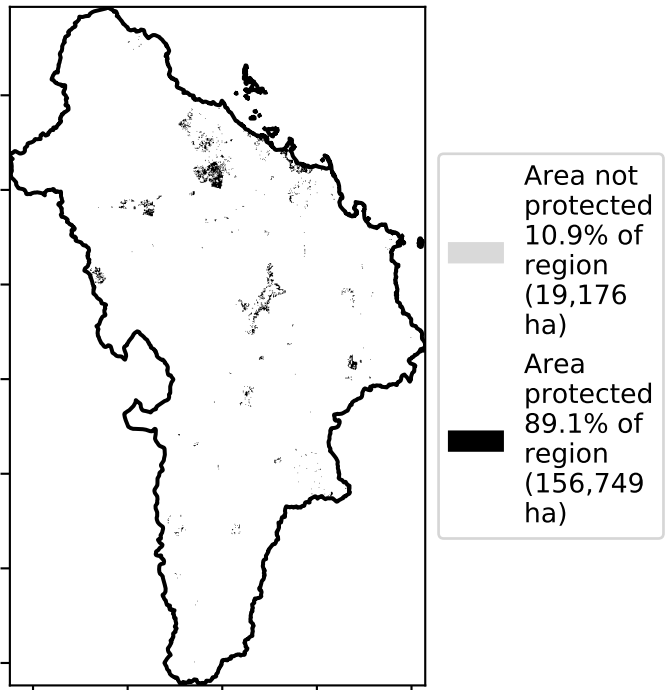 Area not
protected
10.9% of
region
(19,176
ha)
Area
protected
89.1% of
region
(156,749
ha)